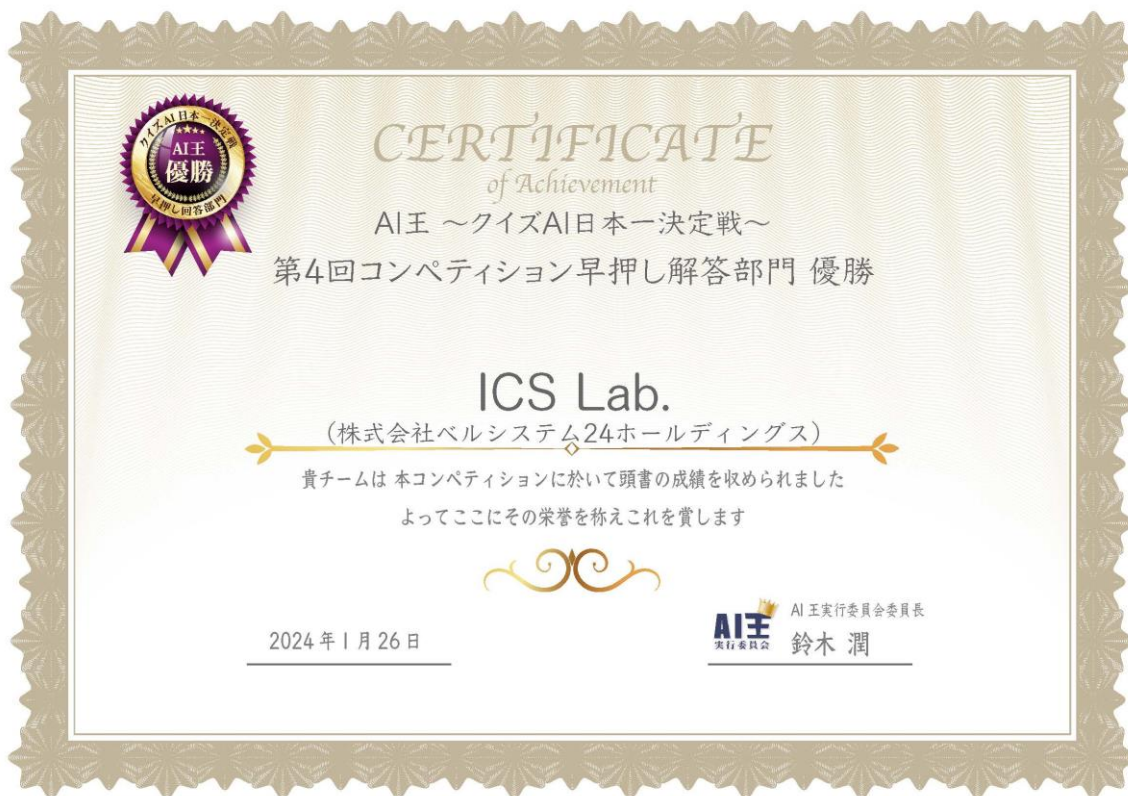 クイズAI日本一決定戦
AI王
優勝
早押し回答部門
CERTIFICATE
of Achievement
AI王 ～クイズAI日本一決定戦～
第4回コンペティション早押し解答部門 優勝
ICS Lab.
(株式会社ベルシステム24ホールディングス)
貴チームは 本コンペティションに於いて頭書の成績を収められました
よってここにその栄誉を称えこれを賞します
2024年1月26日
AI王
実行委員会
AI王実行委員会委員長
鈴木 潤